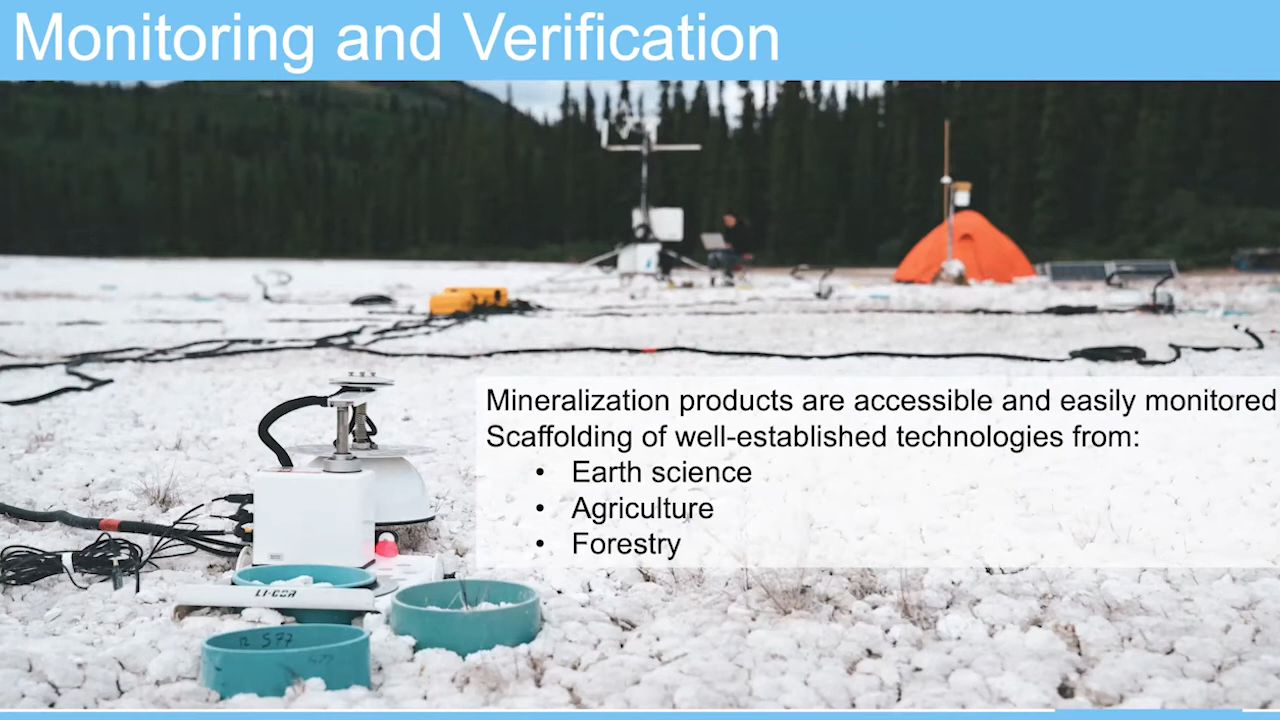 Monitoring and Verification
Mineralization products are accessible and easily monitored
Scaffolding of well-established technologies from:
• Earth science
• Agriculture
• Forestry
LI-COR
577